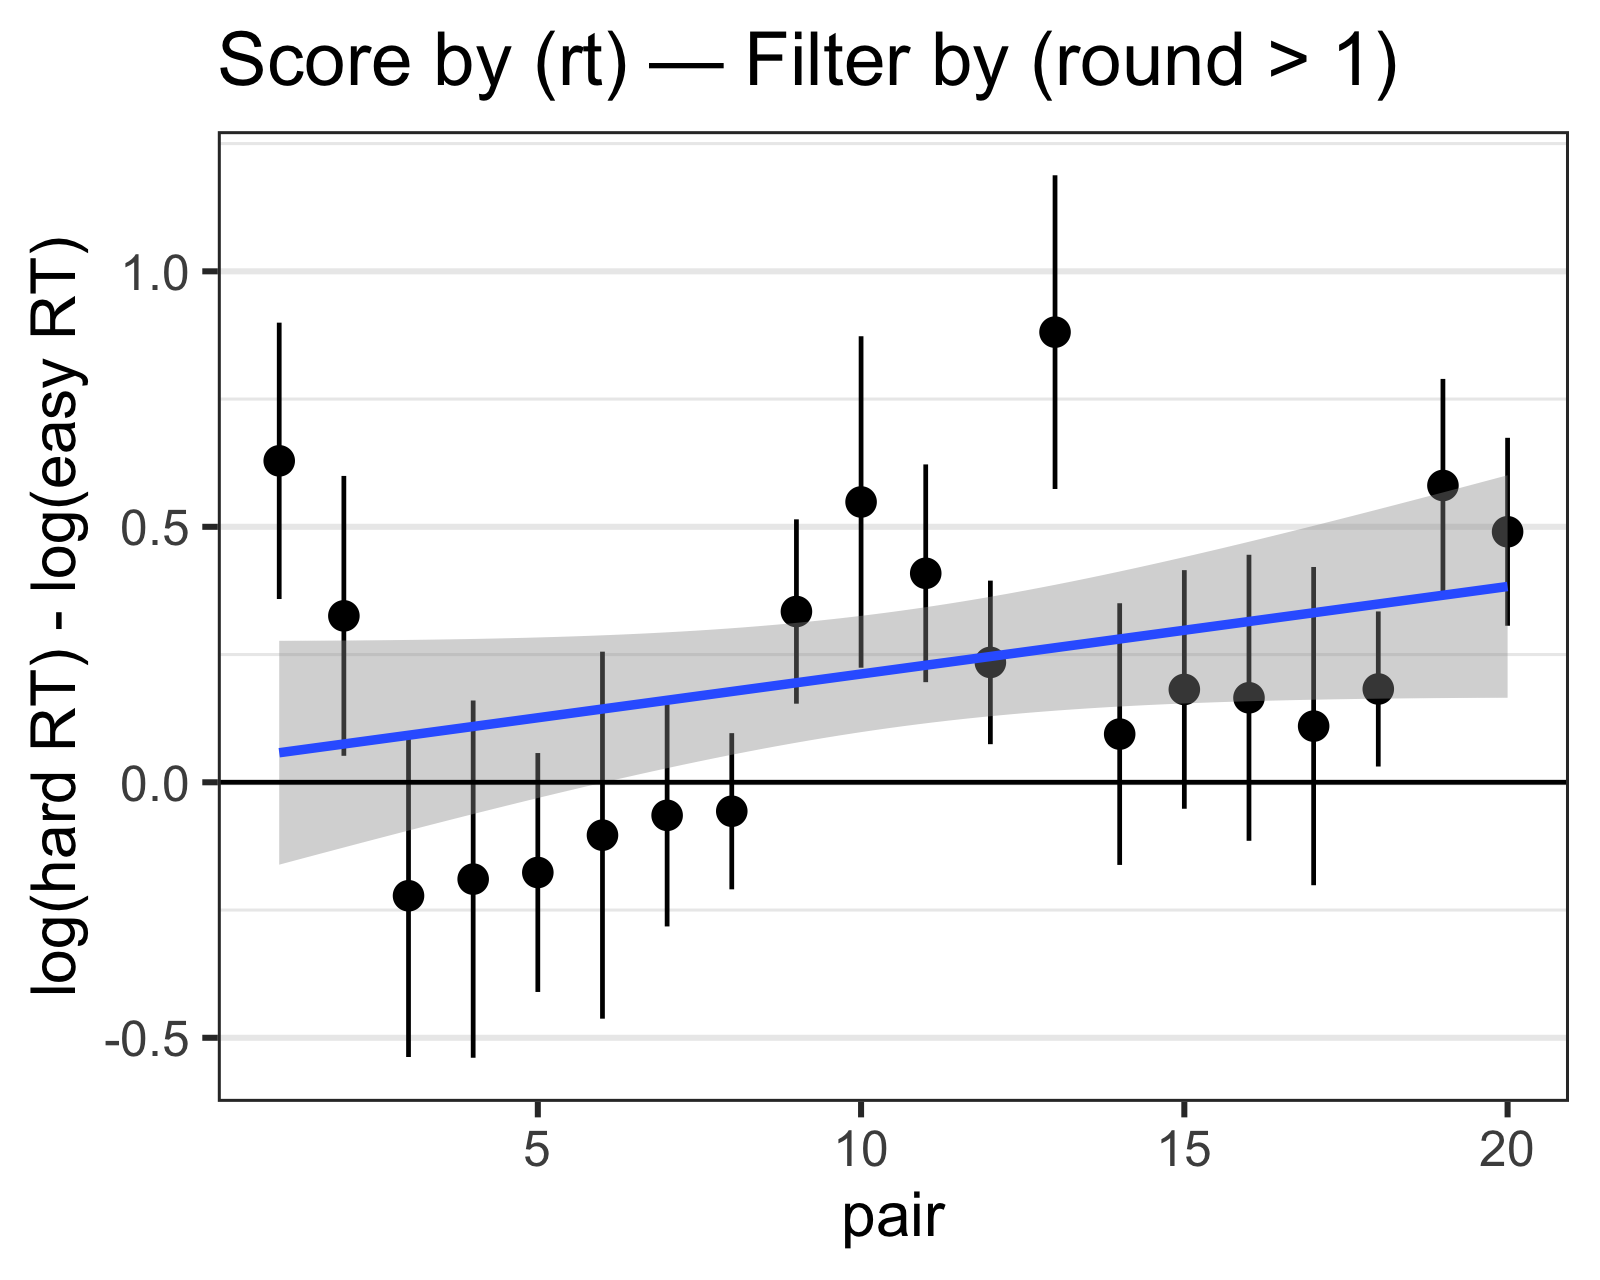 Score by (rt) — Filter by (round > 1)
log(hard RT) - log(easy RT)
1.0
0.5
0.0
-0.5
5
10
15
20
pair